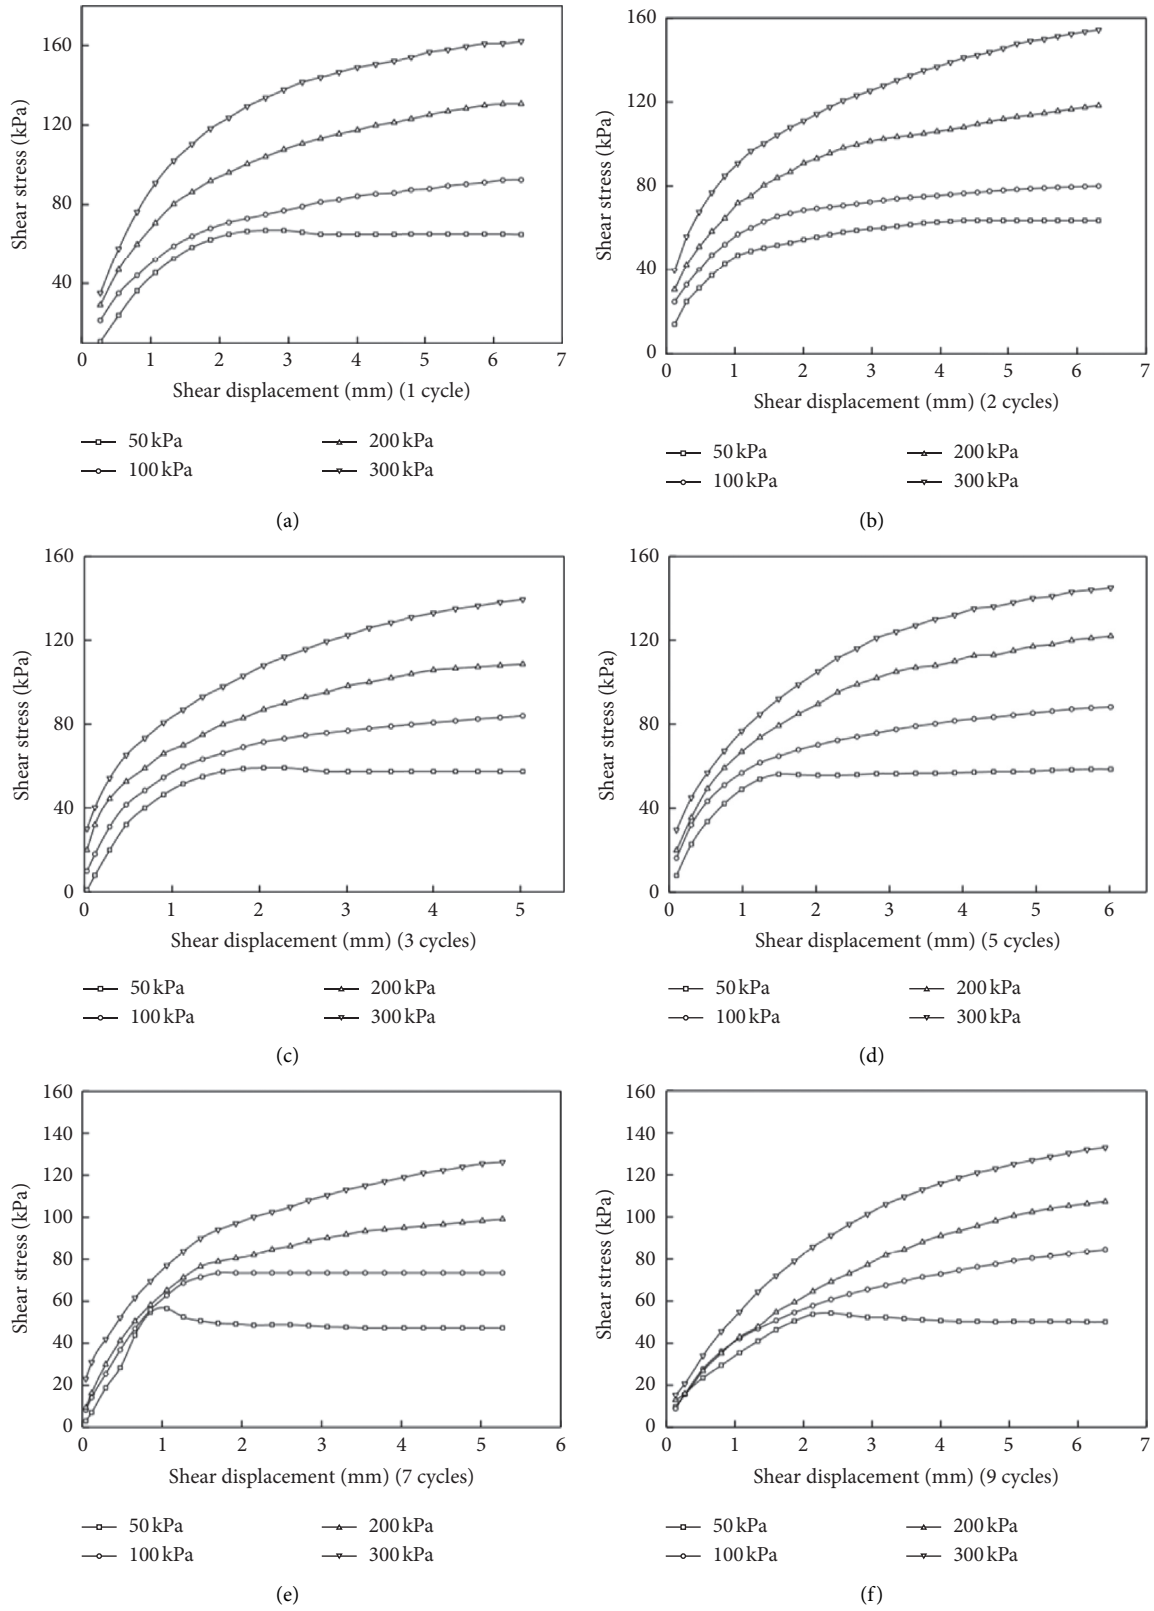 160
120
80
40
Shear stress (kPa)
0 1 2 3 4 5 6 7
Shear displacement (mm) (1 cycle)
50 kPa 200 kPa
100 kPa 300 kPa
(a)
160
120
80
40
0
Shear stress (kPa)
0 1 2 3 4 5 6 7
Shear displacement (mm) (2 cycles)
50 kPa 200 kPa
100 kPa 300 kPa
(b)
160
120
80
40
0
Shear stress (kPa)
0 1 2 3 4 5
Shear displacement (mm) (3 cycles)
50 kPa 200 kPa
100 kPa 300 kPa
(c)
160
120
80
40
0
Shear stress (kPa)
0 1 2 3 4 5 6
Shear displacement (mm) (5 cycles)
50 kPa 200 kPa
100 kPa 300 kPa
(d)
160
140
120
100
80
60
40
20
0
Shear stress (kPa)
0 1 2 3 4 5 6
Shear displacement (mm) (7 cycles)
50 kPa 200 kPa
100 kPa 300 kPa
(e)
160
140
120
100
80
60
40
20
0
Shear stress (kPa)
0 1 2 3 4 5 6 7
Shear displacement (mm) (9 cycles)
50 kPa 200 kPa
100 kPa 300 kPa
(f)